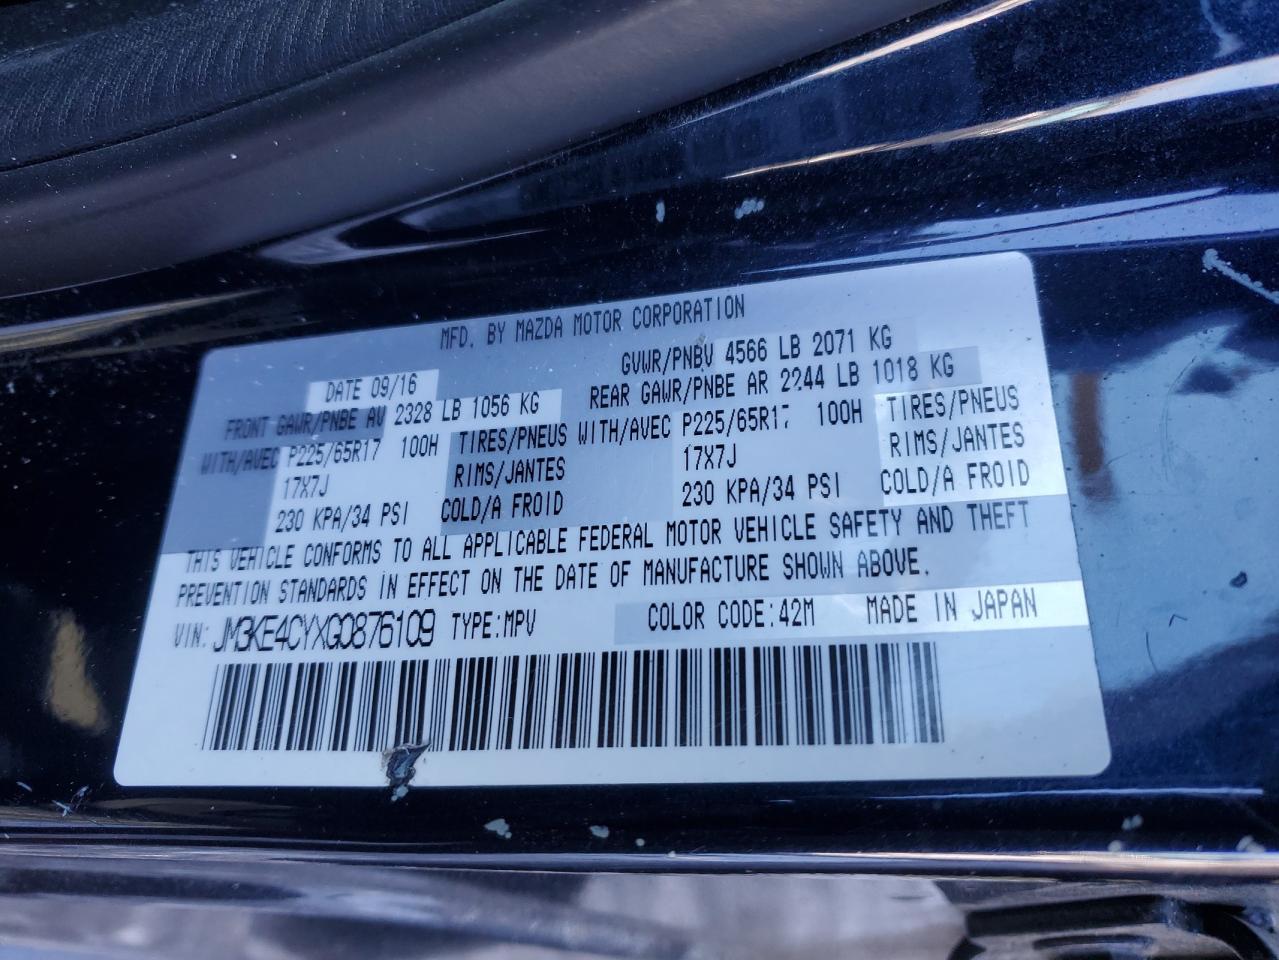 MFD. BY MAZDA MOTOR CORPORATION
DATE 09/16 GVWR/PNBV 4566 LB 2071 KG
FRONT GAWR/PNBE AV 2328 LB 1056 KG REAR GAWR/PNBE AR 2244 LB 1018 KG
WITH/AVEC P225/65R17 100H TIRES/PNEUS WITH/AVEC P225/65R17 100H TIRES/PNEUS
17X7J RIMS/JANTES 17X7J RIMS/JANTES
230 KPA/34 PSI COLD/A FROID 230 KPA/34 PSI COLD/A FROID
THIS VEHICLE CONFORMS TO ALL APPLICABLE FEDERAL MOTOR VEHICLE SAFETY AND THEFT
PREVENTION STANDARDS IN EFFECT ON THE DATE OF MANUFACTURE SHOWN ABOVE.
VIN: JM3KE4CYXG0876109 TYPE:MPV COLOR CODE:42M MADE IN JAPAN